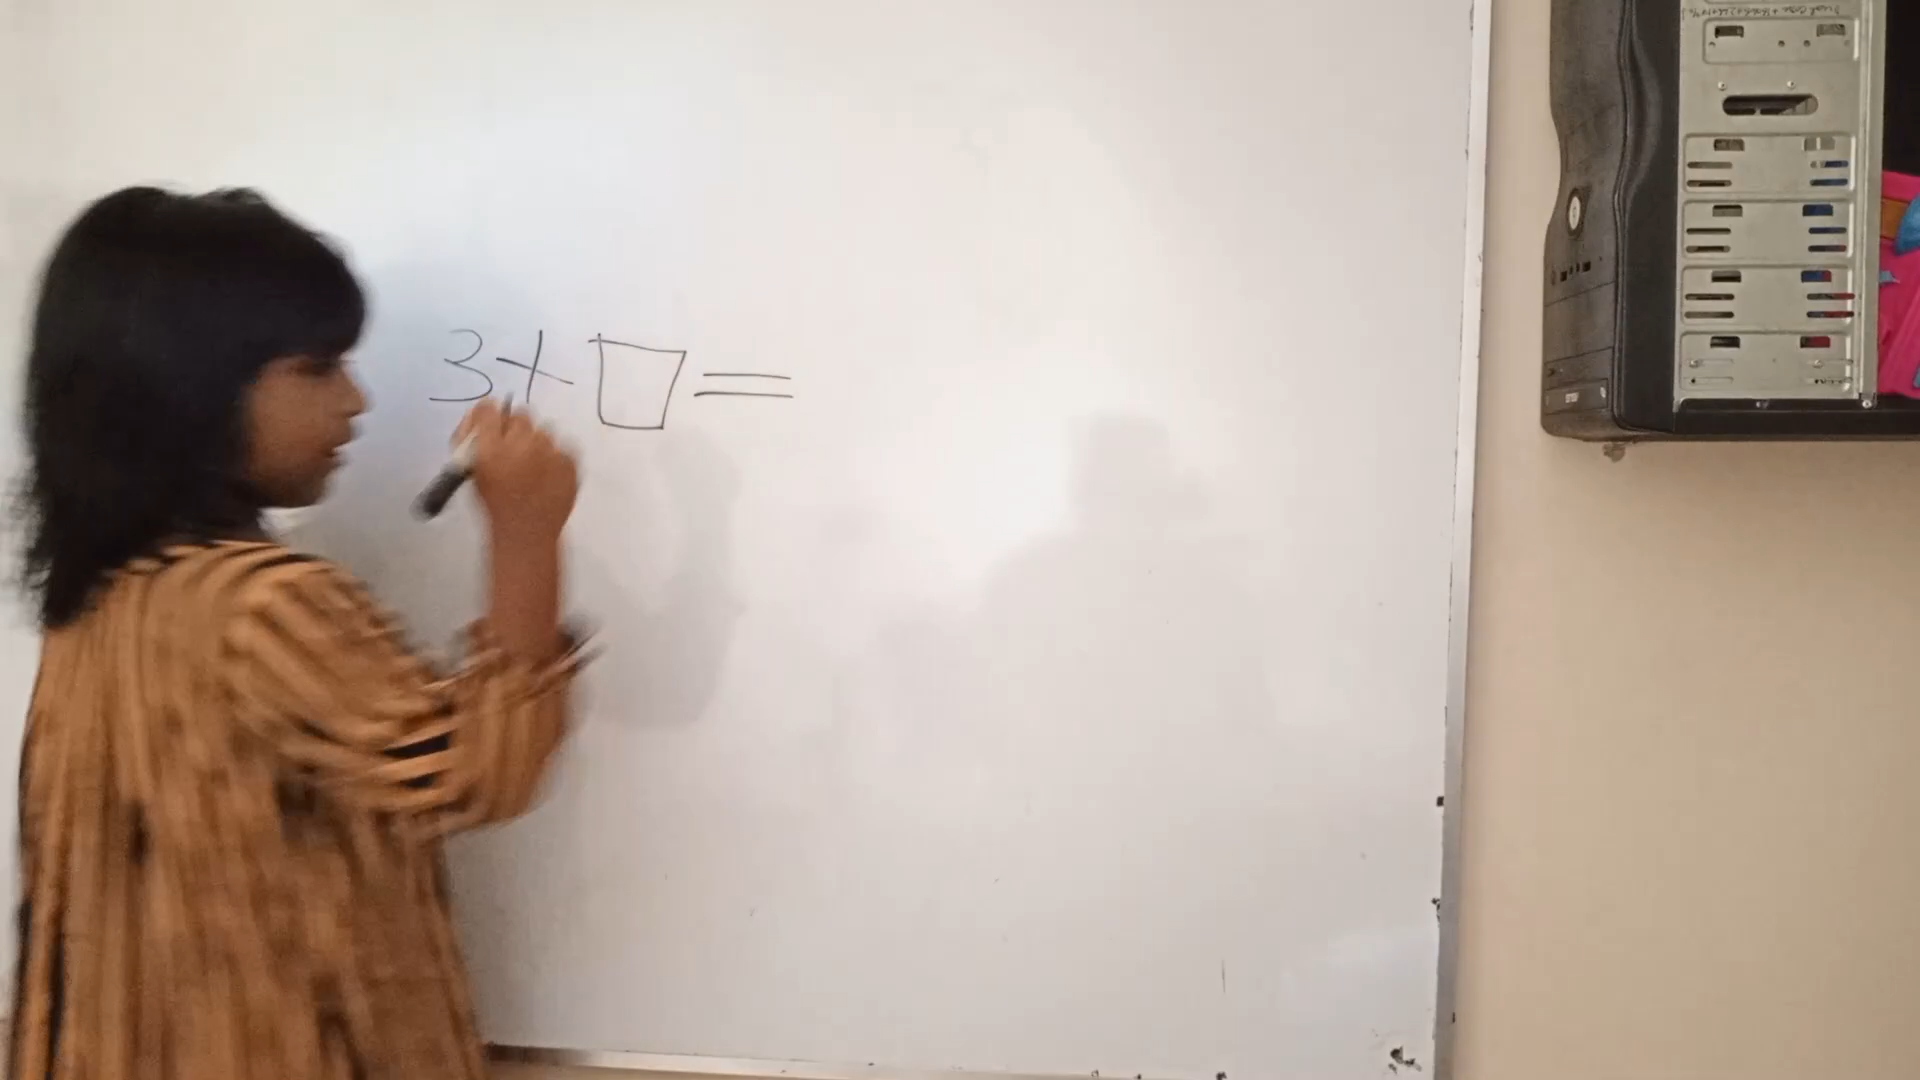 3 + □ =